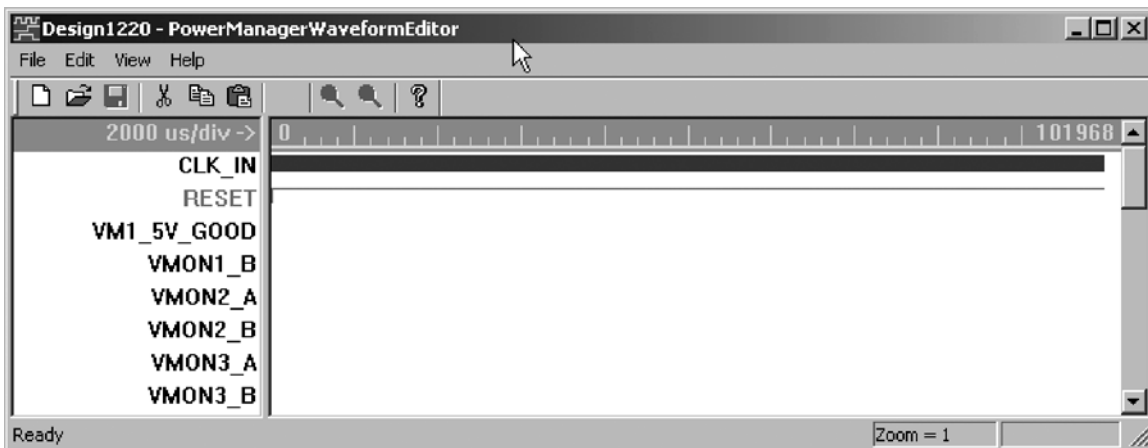 Design1220 - PowerManagerWaveformEditor
File Edit View Help
2000 us/div -> 0 101968
CLK_IN
RESET
VM1_5V_GOOD
VMON1_B
VMON2_A
VMON2_B
VMON3_A
VMON3_B
Ready Zoom = 1